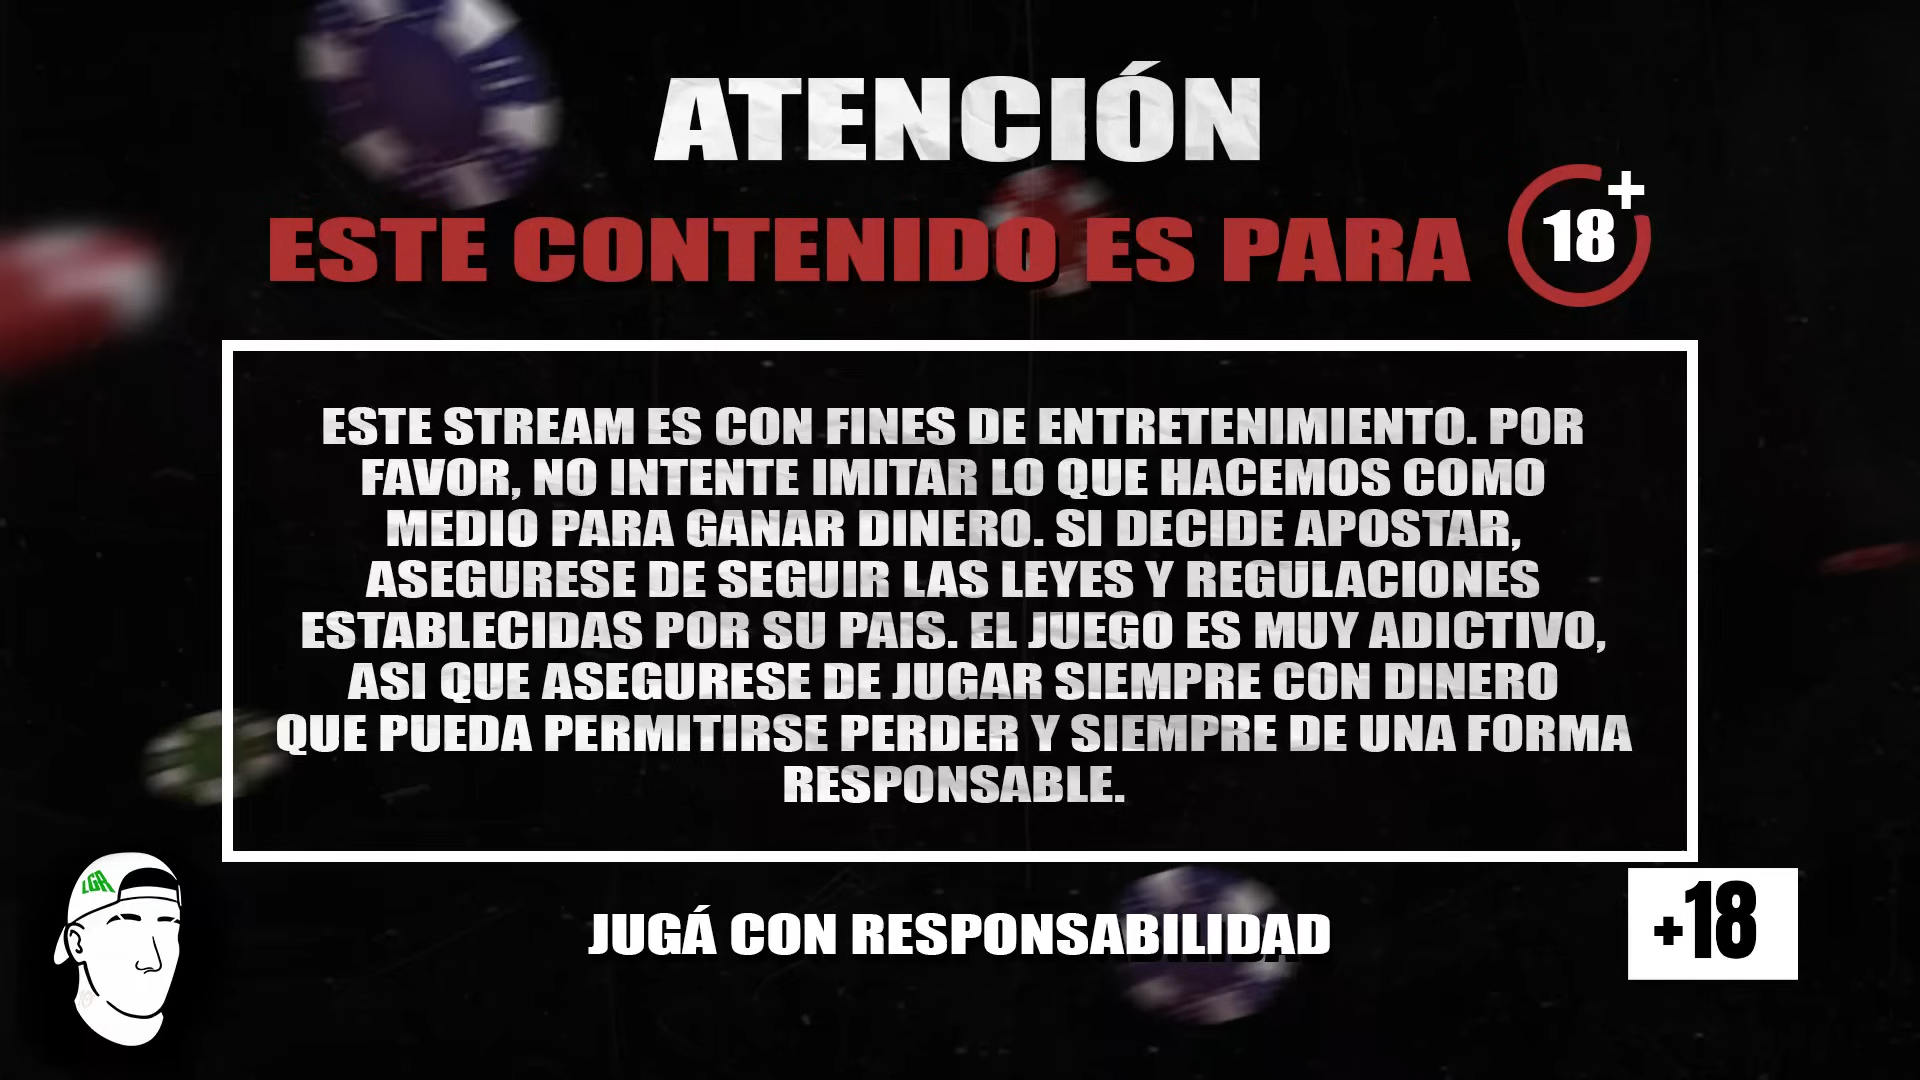 ATENCIÓN
ESTE CONTENIDO ES PARA 18+
ESTE STREAM ES CON FINES DE ENTRETENIMIENTO. POR
FAVOR, NO INTENTE IMITAR LO QUE HACEMOS COMO
MEDIO PARA GANAR DINERO. SI DECIDE APOSTAR,
ASEGURESE DE SEGUIR LAS LEYES Y REGULACIONES
ESTABLECIDAS POR SU PAIS. EL JUEGO ES MUY ADICTIVO,
ASI QUE ASEGURESE DE JUGAR SIEMPRE CON DINERO
QUE PUEDA PERMITIRSE PERDER Y SIEMPRE DE UNA FORMA
RESPONSABLE.
LGA
JUGÁ CON RESPONSABILIDAD
+18